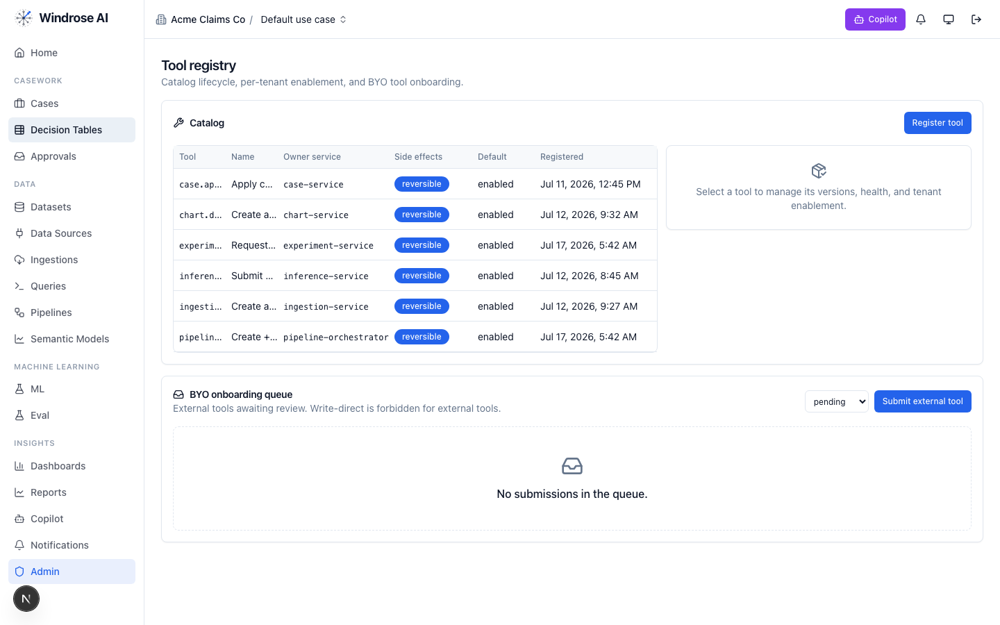 Windrose AI
Acme Claims Co / Default use case
Copilot
Home
CASEWORK
Cases
Decision Tables
Approvals
DATA
Datasets
Data Sources
Ingestions
Queries
Pipelines
Semantic Models
MACHINE LEARNING
ML
Eval
INSIGHTS
Dashboards
Reports
Copilot
Notifications
Admin
N
Tool registry
Catalog lifecycle, per-tenant enablement, and BYO tool onboarding.
Catalog
Register tool
Tool Name Owner service Side effects Default Registered
case.ap... Apply c... case-service reversible enabled Jul 11, 2026, 12:45 PM
chart.d... Create a... chart-service reversible enabled Jul 12, 2026, 9:32 AM
experim... Request... experiment-service reversible enabled Jul 17, 2026, 5:42 AM
inferen... Submit ... inference-service reversible enabled Jul 12, 2026, 8:45 AM
ingesti... Create a... ingestion-service reversible enabled Jul 12, 2026, 9:27 AM
pipelin... Create +... pipeline-orchestrator reversible enabled Jul 17, 2026, 5:42 AM
Select a tool to manage its versions, health, and tenant
enablement.
BYO onboarding queue
External tools awaiting review. Write-direct is forbidden for external tools.
pending
Submit external tool
No submissions in the queue.